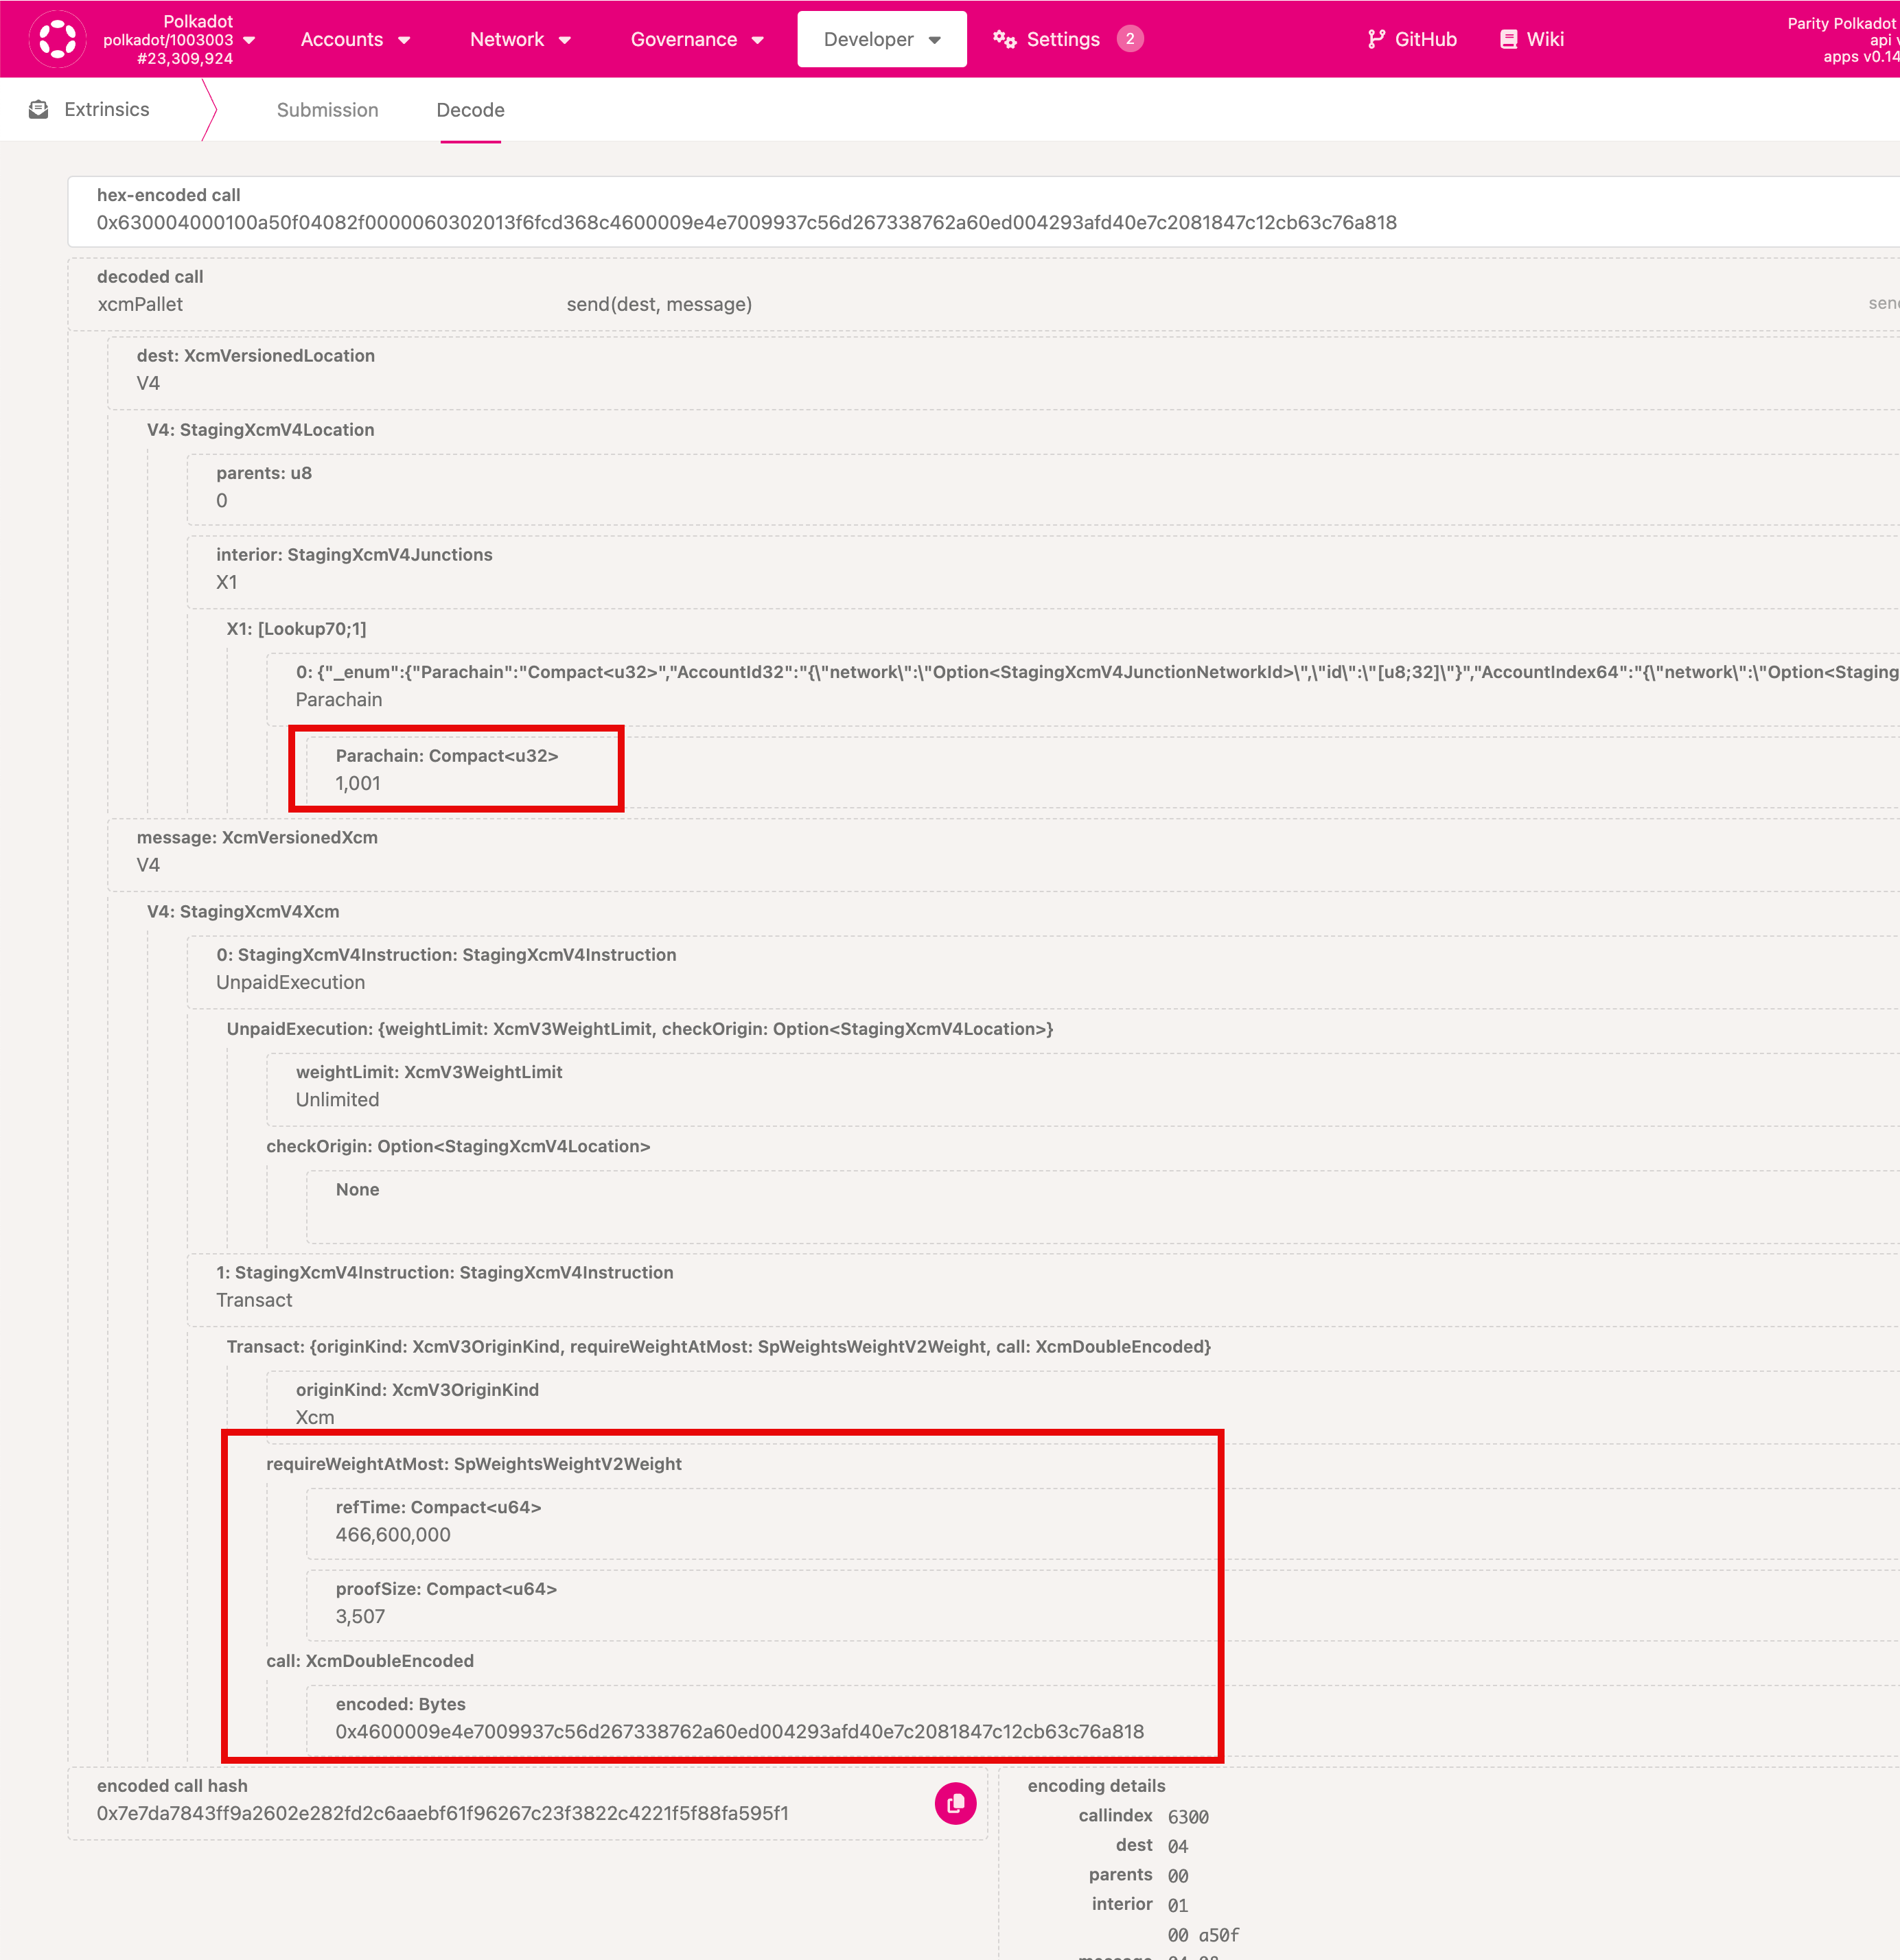 Polkadot
polkadot/1003003
#23,309,924
Accounts
Network
Governance
Developer
Settings 2
GitHub
Wiki
Parity Polkadot
api v
apps v0.14
Extrinsics
Submission
Decode
hex-encoded call
0x630004000100a50f04082f0000060302013f6fcd368c4600009e4e7009937c56d267338762a60ed004293afd40e7c2081847c12cb63c76a818
decoded call
xcmPallet
send(dest, message)
send
dest: XcmVersionedLocation
V4
V4: StagingXcmV4Location
parents: u8
0
interior: StagingXcmV4Junctions
X1
X1: [Lookup70;1]
0: {"_enum":{"Parachain":"Compact<u32>","AccountId32":"{\"network\":\"Option<StagingXcmV4JunctionNetworkId>\",\"id\":\"[u8;32]\"}","AccountIndex64":"{\"network\":\"Option<Staging
Parachain
Parachain: Compact<u32>
1,001
message: XcmVersionedXcm
V4
V4: StagingXcmV4Xcm
0: StagingXcmV4Instruction: StagingXcmV4Instruction
UnpaidExecution
UnpaidExecution: {weightLimit: XcmV3WeightLimit, checkOrigin: Option<StagingXcmV4Location>}
weightLimit: XcmV3WeightLimit
Unlimited
checkOrigin: Option<StagingXcmV4Location>
None
1: StagingXcmV4Instruction: StagingXcmV4Instruction
Transact
Transact: {originKind: XcmV3OriginKind, requireWeightAtMost: SpWeightsWeightV2Weight, call: XcmDoubleEncoded}
originKind: XcmV3OriginKind
Xcm
requireWeightAtMost: SpWeightsWeightV2Weight
refTime: Compact<u64>
466,600,000
proofSize: Compact<u64>
3,507
call: XcmDoubleEncoded
encoded: Bytes
0x4600009e4e7009937c56d267338762a60ed004293afd40e7c2081847c12cb63c76a818
encoded call hash
0x7e7da7843ff9a2602e282fd2c6aaebf61f96267c23f3822c4221f5f88fa595f1
encoding details
callindex 6300
dest 04
parents 00
interior 01
00 a50f